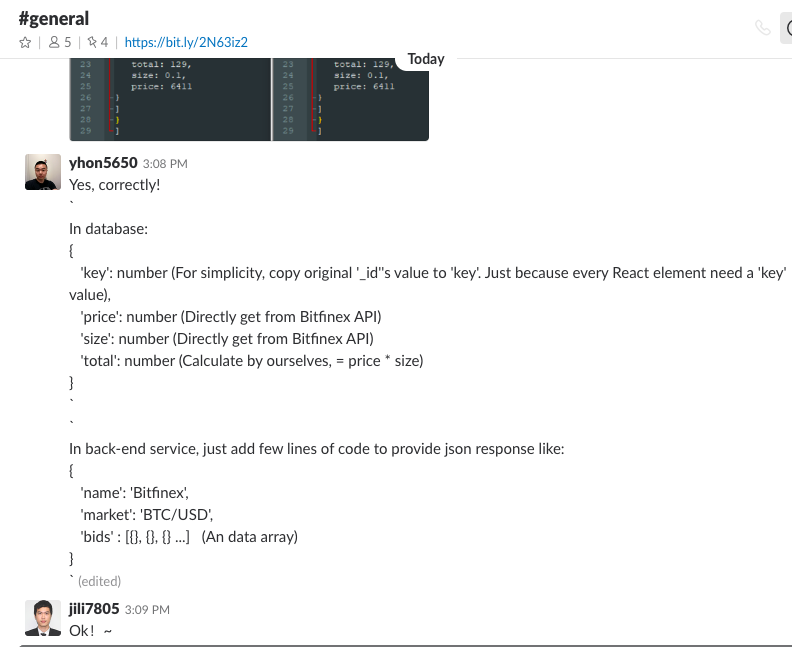 #general
5
4
https://bit.ly/2N63iz2
Today
23 total: 129,
24 size: 0.1,
25 price: 6411
26 }
27 ]
28 }
29 ]
23 total: 129,
24 size: 0.1,
25 price: 6411
26 }
27 ]
28 }
29 ]
yhon5650 3:08 PM
Yes, correctly!
`
In database:
{
'key': number (For simplicity, copy original '_id''s value to 'key'. Just because every React element need a 'key'
value),
'price': number (Directly get from Bitfinex API)
'size': number (Directly get from Bitfinex API)
'total': number (Calculate by ourselves, = price * size)
}
`
`
In back-end service, just add few lines of code to provide json response like:
{
'name': 'Bitfinex',
'market': 'BTC/USD',
'bids' : [{}, {}, {} ...] (An data array)
}
` (edited)
jili7805 3:09 PM
Ok! ~